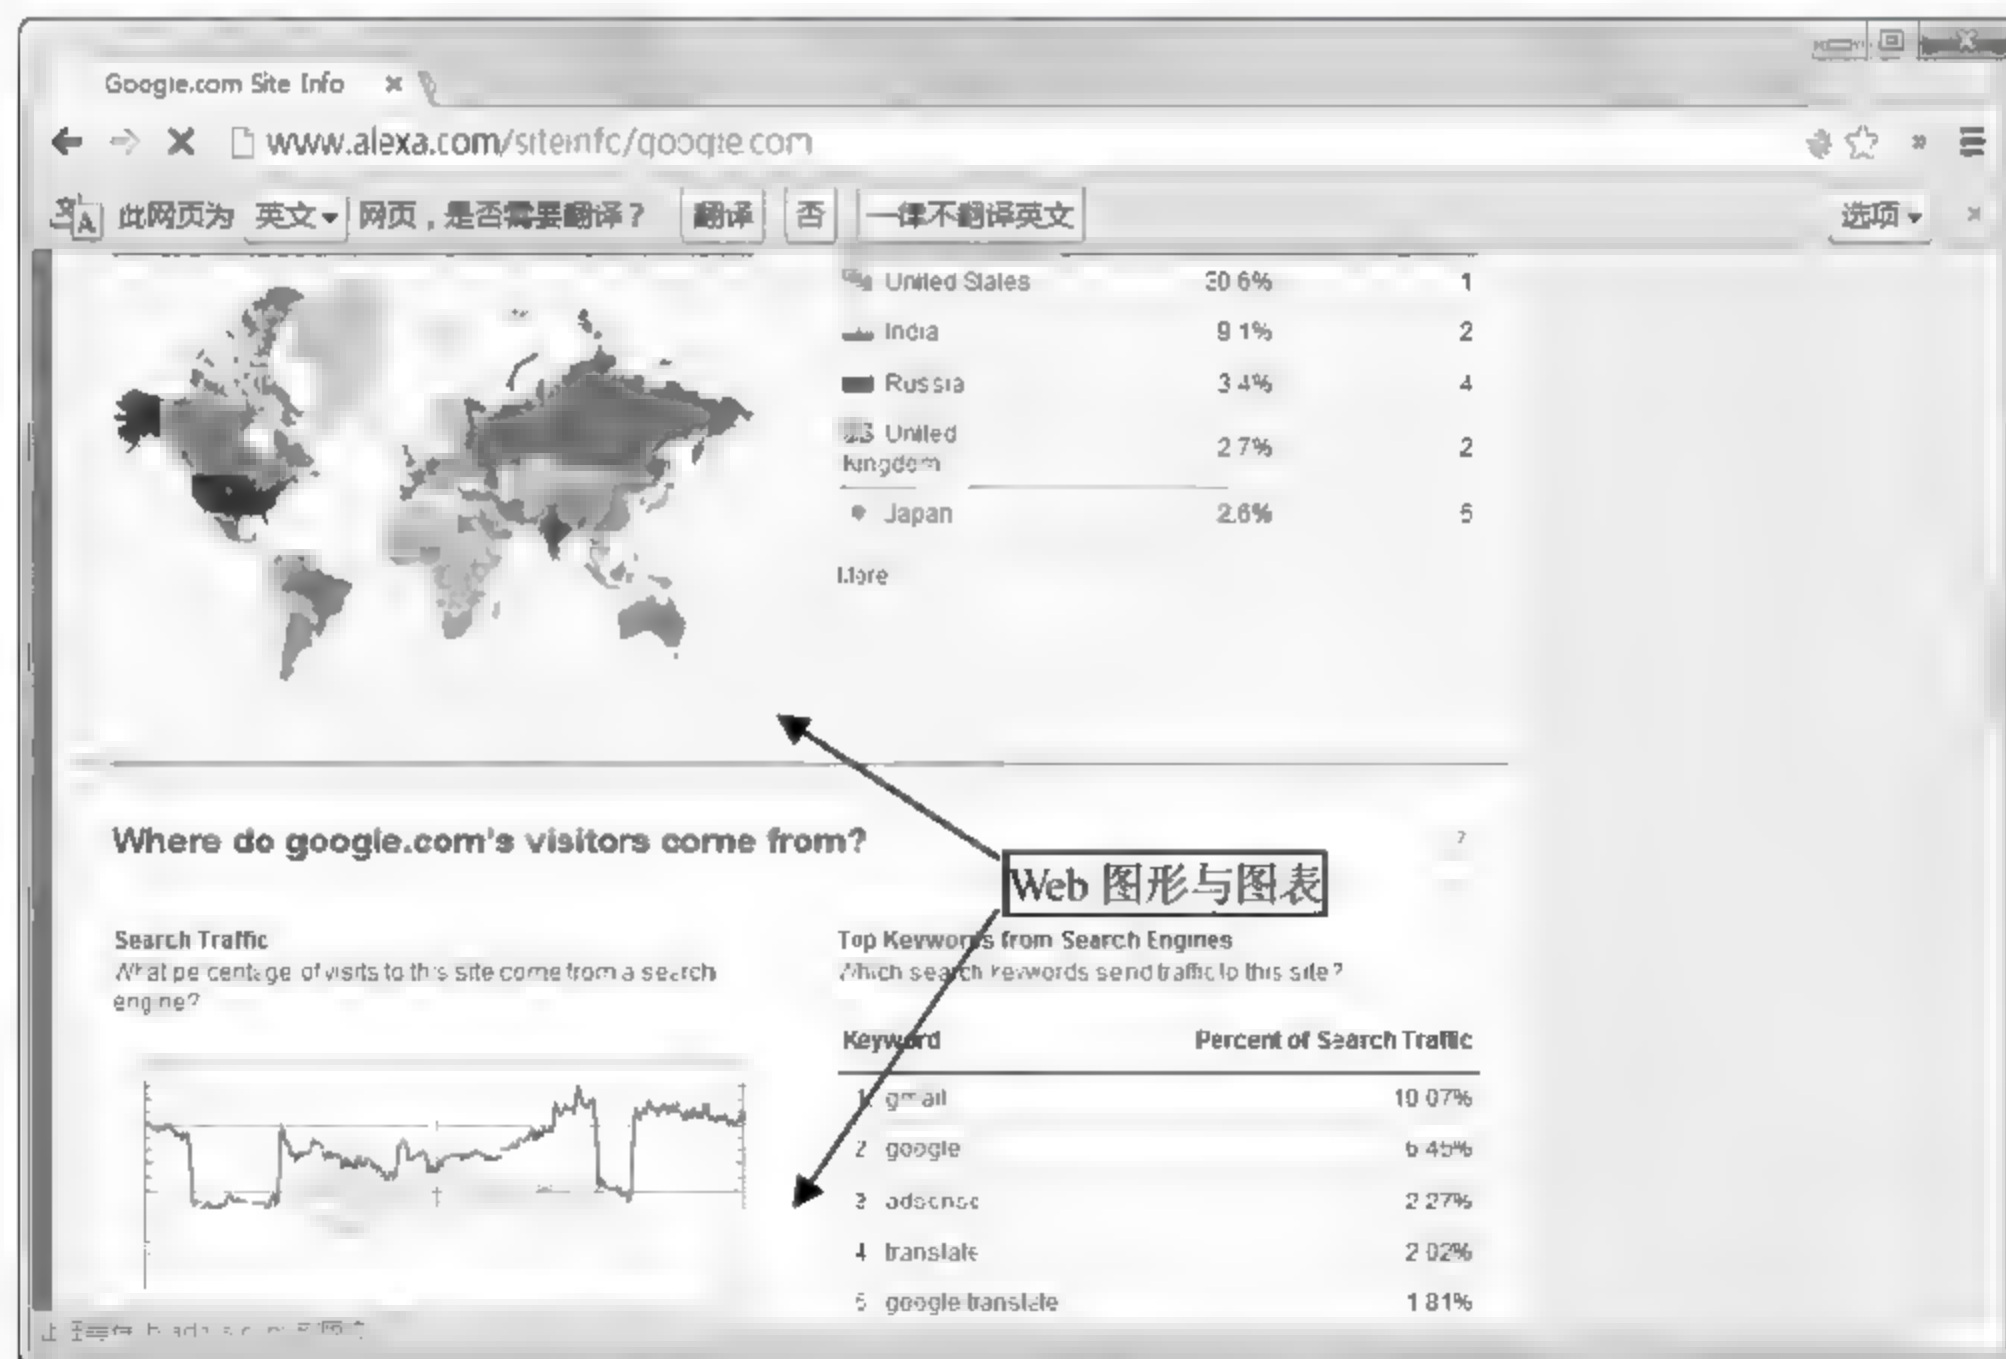 Google.com Site Info
www.alexa.com/siteinfo/google.com
此网页为 英文 网页，是否需要翻译？ 翻译 否 一律不翻译英文 选项
United States 30.6% 1
India 9.1% 2
Russia 3.4% 4
United Kingdom 2.7% 2
Japan 2.6% 5
More
Where do google.com's visitors come from? ?
Web 图形与图表
Search Traffic
What percentage of visits to this site come from a search
engine?
Top Keywords from Search Engines
Which search keywords send traffic to this site?
Keyword Percent of Search Traffic
1 gmail 10.07%
2 google 6.45%
3 adsense 2.27%
4 translate 2.02%
5 google translate 1.81%